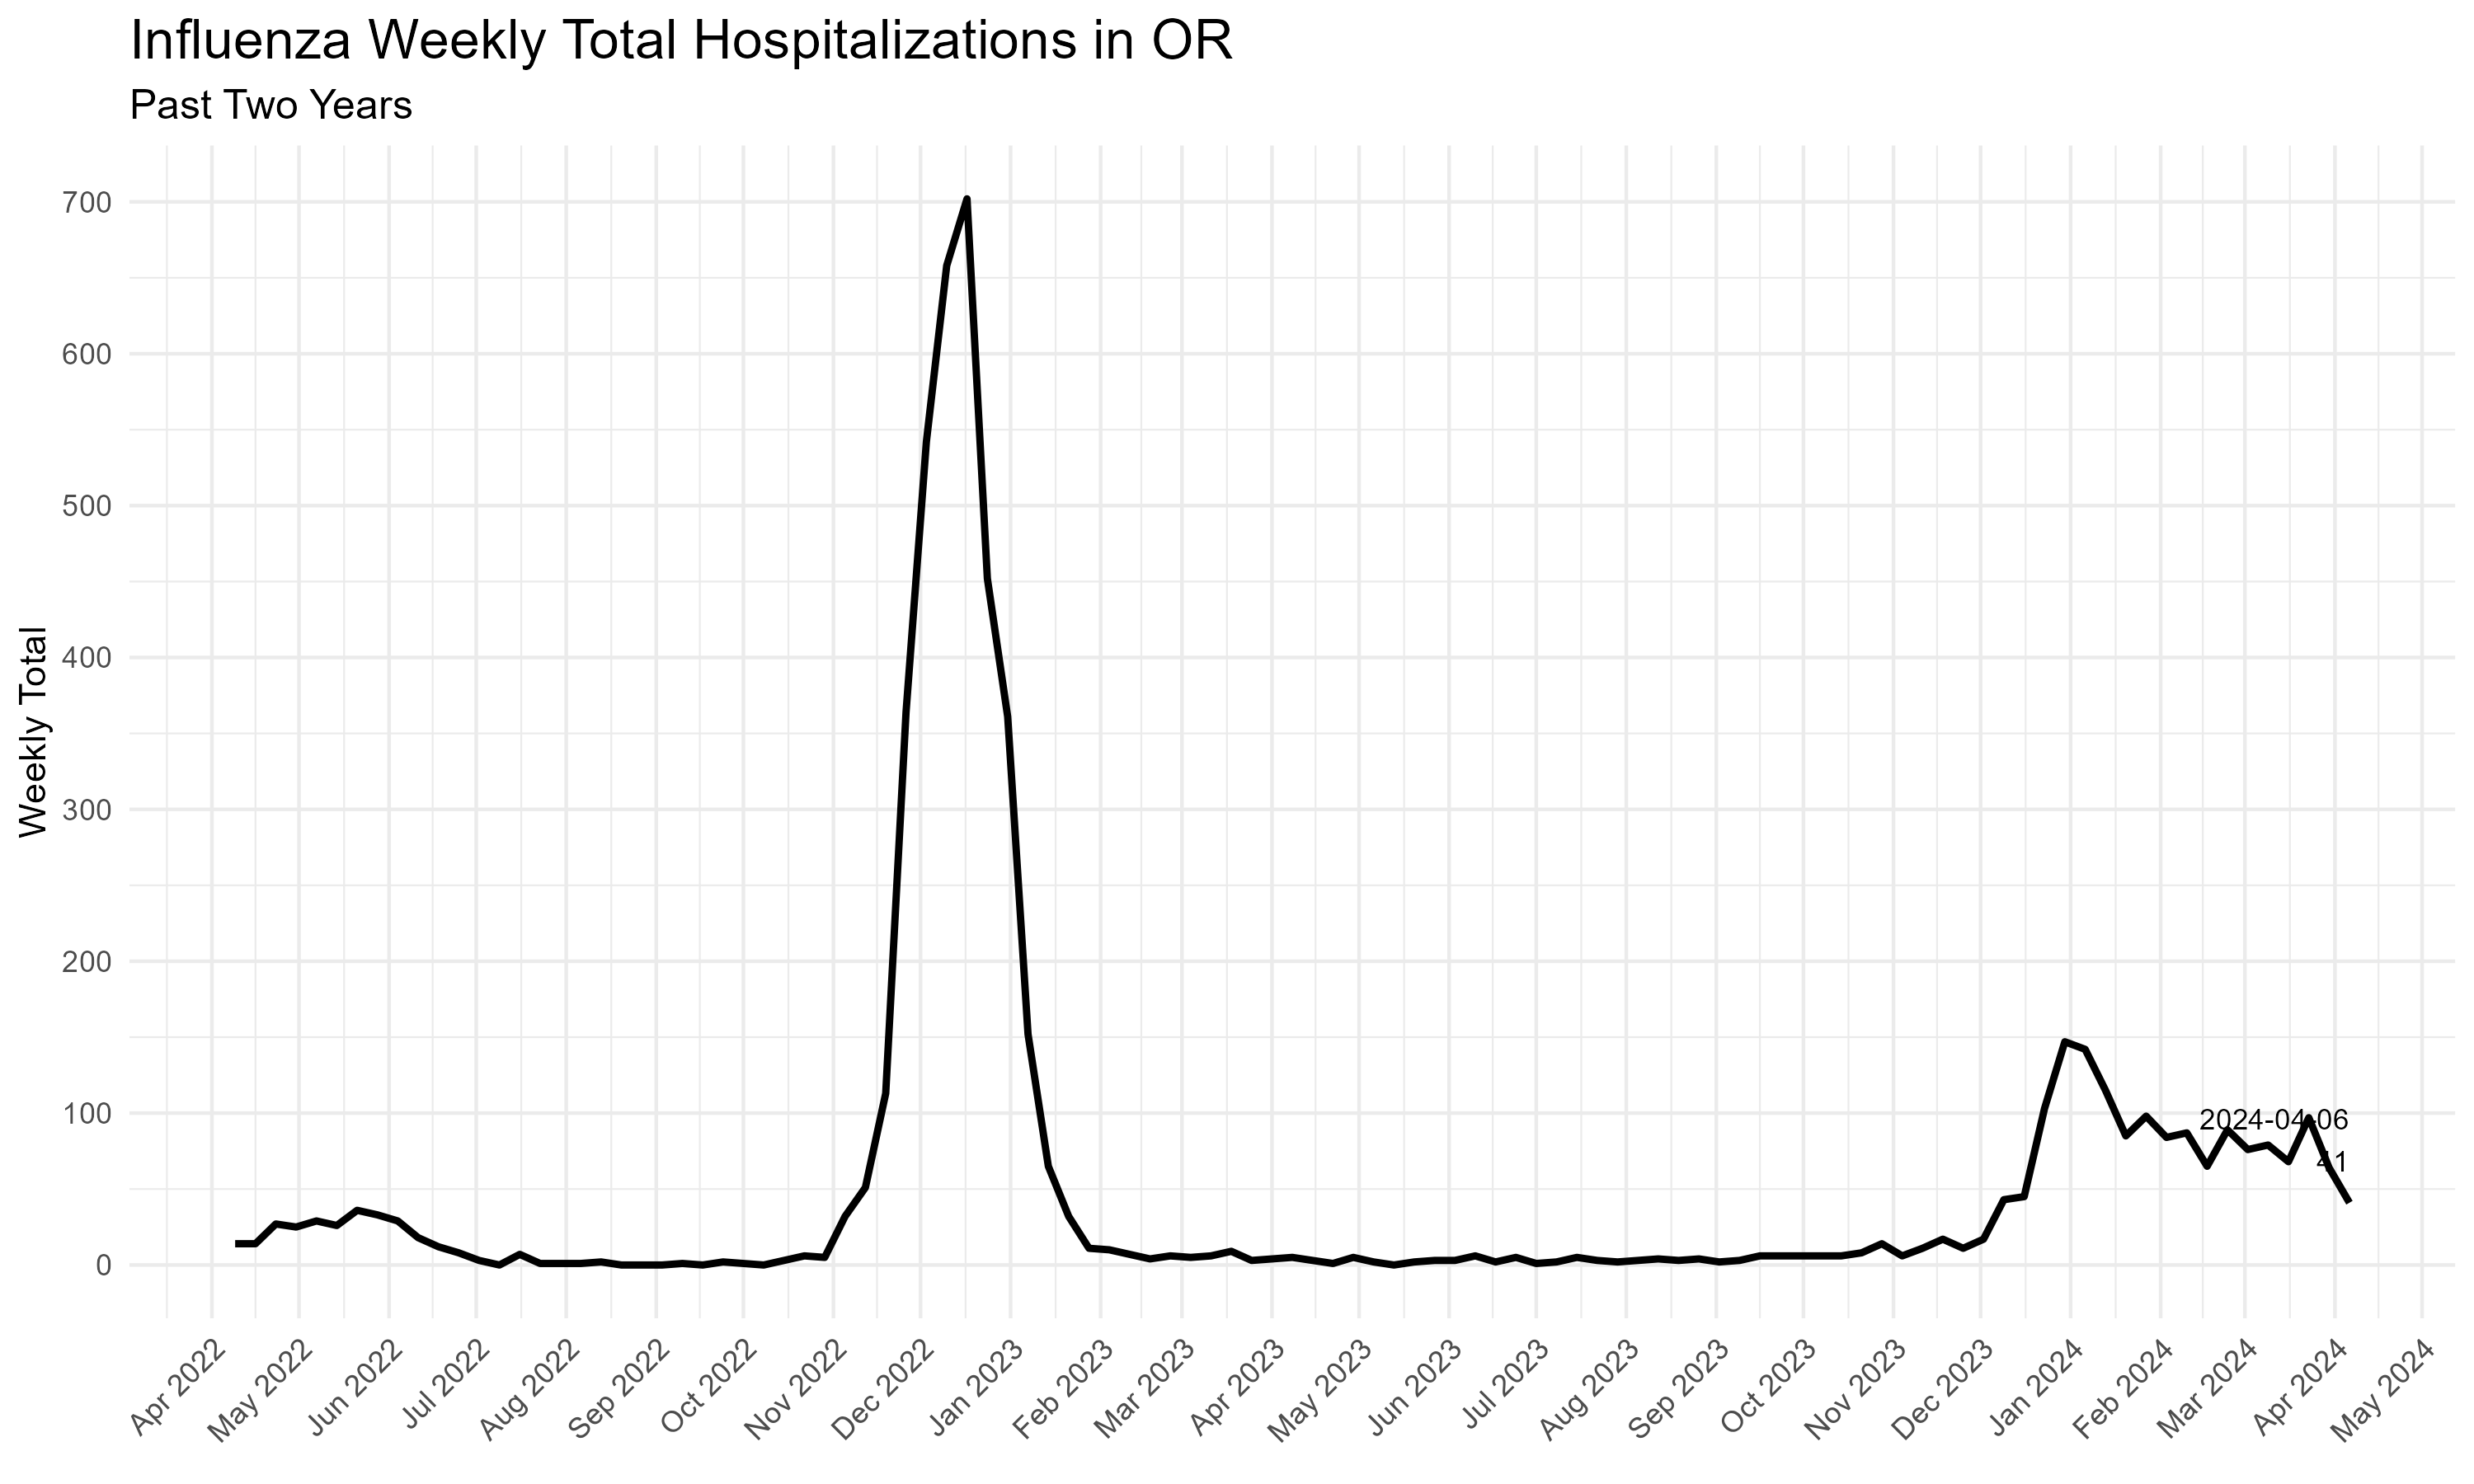 Influenza Weekly Total Hospitalizations in OR
Past Two Years
Weekly Total
700
600
500
400
300
200
100
0
2024-04-06
41
Apr 2022
May 2022
Jun 2022
Jul 2022
Aug 2022
Sep 2022
Oct 2022
Nov 2022
Dec 2022
Jan 2023
Feb 2023
Mar 2023
Apr 2023
May 2023
Jun 2023
Jul 2023
Aug 2023
Sep 2023
Oct 2023
Nov 2023
Dec 2023
Jan 2024
Feb 2024
Mar 2024
Apr 2024
May 2024